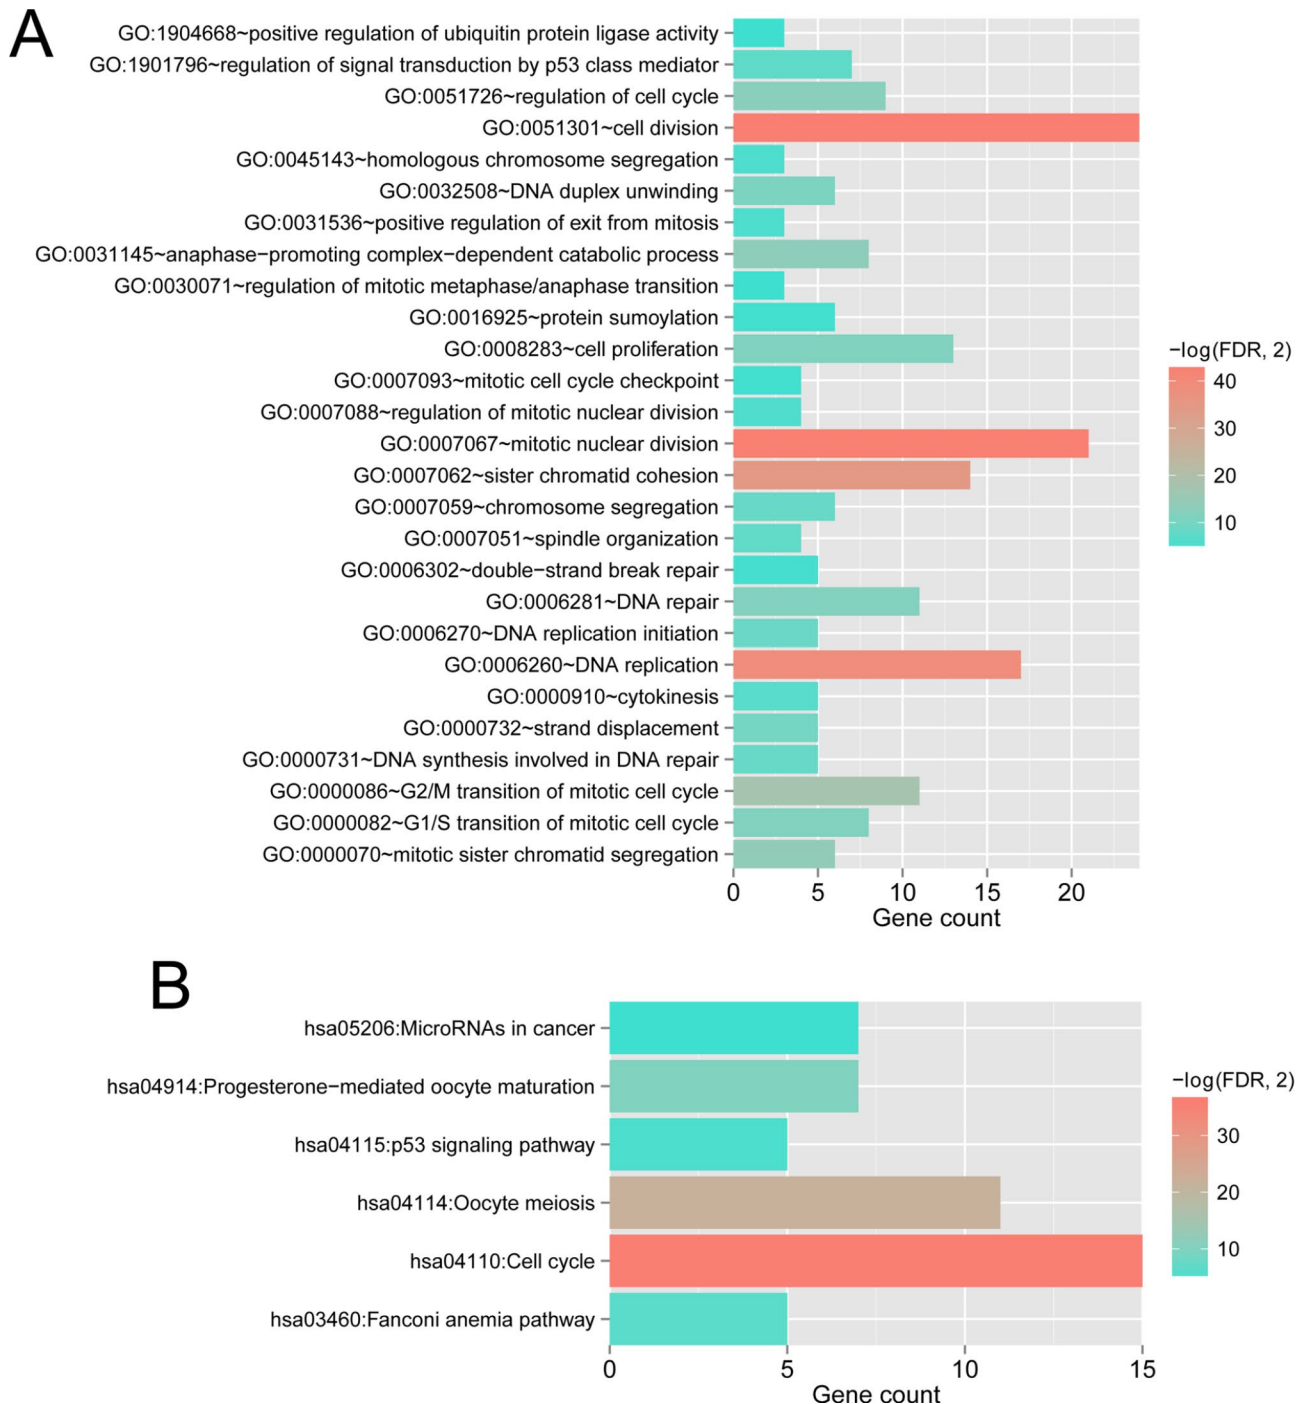 A
GO:1904668~positive regulation of ubiquitin protein ligase activity
GO:1901796~regulation of signal transduction by p53 class mediator
GO:0051726~regulation of cell cycle
GO:0051301~cell division
GO:0045143~homologous chromosome segregation
GO:0032508~DNA duplex unwinding
GO:0031536~positive regulation of exit from mitosis
GO:0031145~anaphase−promoting complex−dependent catabolic process
GO:0030071~regulation of mitotic metaphase/anaphase transition
GO:0016925~protein sumoylation
GO:0008283~cell proliferation
GO:0007093~mitotic cell cycle checkpoint
GO:0007088~regulation of mitotic nuclear division
GO:0007067~mitotic nuclear division
GO:0007062~sister chromatid cohesion
GO:0007059~chromosome segregation
GO:0007051~spindle organization
GO:0006302~double−strand break repair
GO:0006281~DNA repair
GO:0006270~DNA replication initiation
GO:0006260~DNA replication
GO:0000910~cytokinesis
GO:0000732~strand displacement
GO:0000731~DNA synthesis involved in DNA repair
GO:0000086~G2/M transition of mitotic cell cycle
GO:0000082~G1/S transition of mitotic cell cycle
GO:0000070~mitotic sister chromatid segregation
0 5 10 15 20
Gene count
−log(FDR, 2)
40
30
20
10
B
hsa05206:MicroRNAs in cancer
hsa04914:Progesterone−mediated oocyte maturation
hsa04115:p53 signaling pathway
hsa04114:Oocyte meiosis
hsa04110:Cell cycle
hsa03460:Fanconi anemia pathway
0 5 10 15
Gene count
−log(FDR, 2)
30
20
10